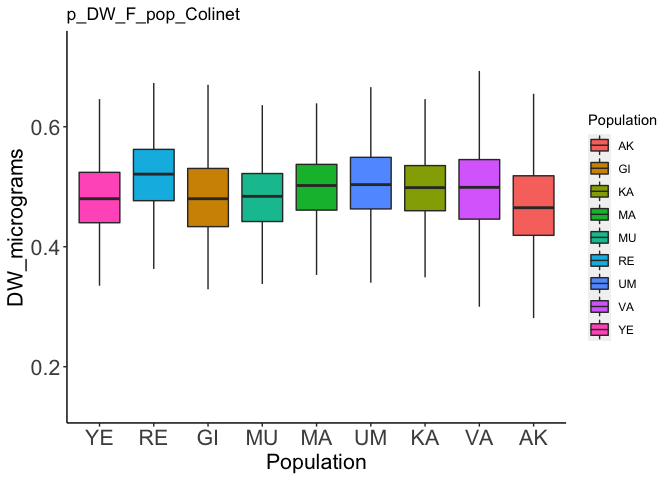 p_DW_F_pop_Colinet
DW_micrograms
0.6
0.4
0.2
YE RE GI MU MA UM KA VA AK
Population
Population
AK
GI
KA
MA
MU
RE
UM
VA
YE